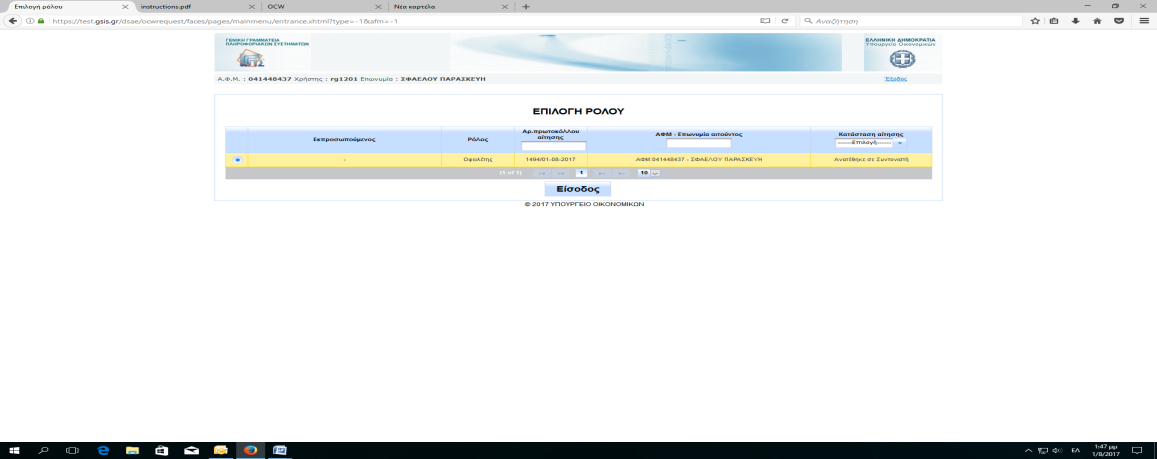 Επιλογή ρόλου
instructions.pdf
OCW
Νέα καρτέλα
https://test.gsis.gr/dsae/ocwrequest/faces/pages/mainmenu/entrance.xhtml?type=-1&afm=-1
Αναζήτηση
ΓΕΝΙΚΗ ΓΡΑΜΜΑΤΕΙΑ
ΠΛΗΡΟΦΟΡΙΑΚΩΝ ΣΥΣΤΗΜΑΤΩΝ
ΕΛΛΗΝΙΚΗ ΔΗΜΟΚΡΑΤΙΑ
Υπουργείο Οικονομικών
Α.Φ.Μ. : 041448437 Χρήστης : rg1201 Επωνυμία : ΣΦΑΕΛΟΥ ΠΑΡΑΣΚΕΥΗ
Έξοδος
ΕΠΙΛΟΓΗ ΡΟΛΟΥ
Εκπροσωπούμενος
Ρόλος
Αρ.πρωτοκόλλου
αίτησης
ΑΦΜ - Επωνυμία αιτούντος
Κατάσταση αίτησης
------Επιλογή------
-
Οφειλέτης
1494/01-08-2017
ΑΦΜ:041448437 - ΣΦΑΕΛΟΥ ΠΑΡΑΣΚΕΥΗ
Ανατέθηκε σε Συντονιστή
(1 of 1)
1
10
Είσοδος
© 2017 ΥΠΟΥΡΓΕΙΟ ΟΙΚΟΝΟΜΙΚΩΝ
ΕΛ
1:47 μμ
1/8/2017